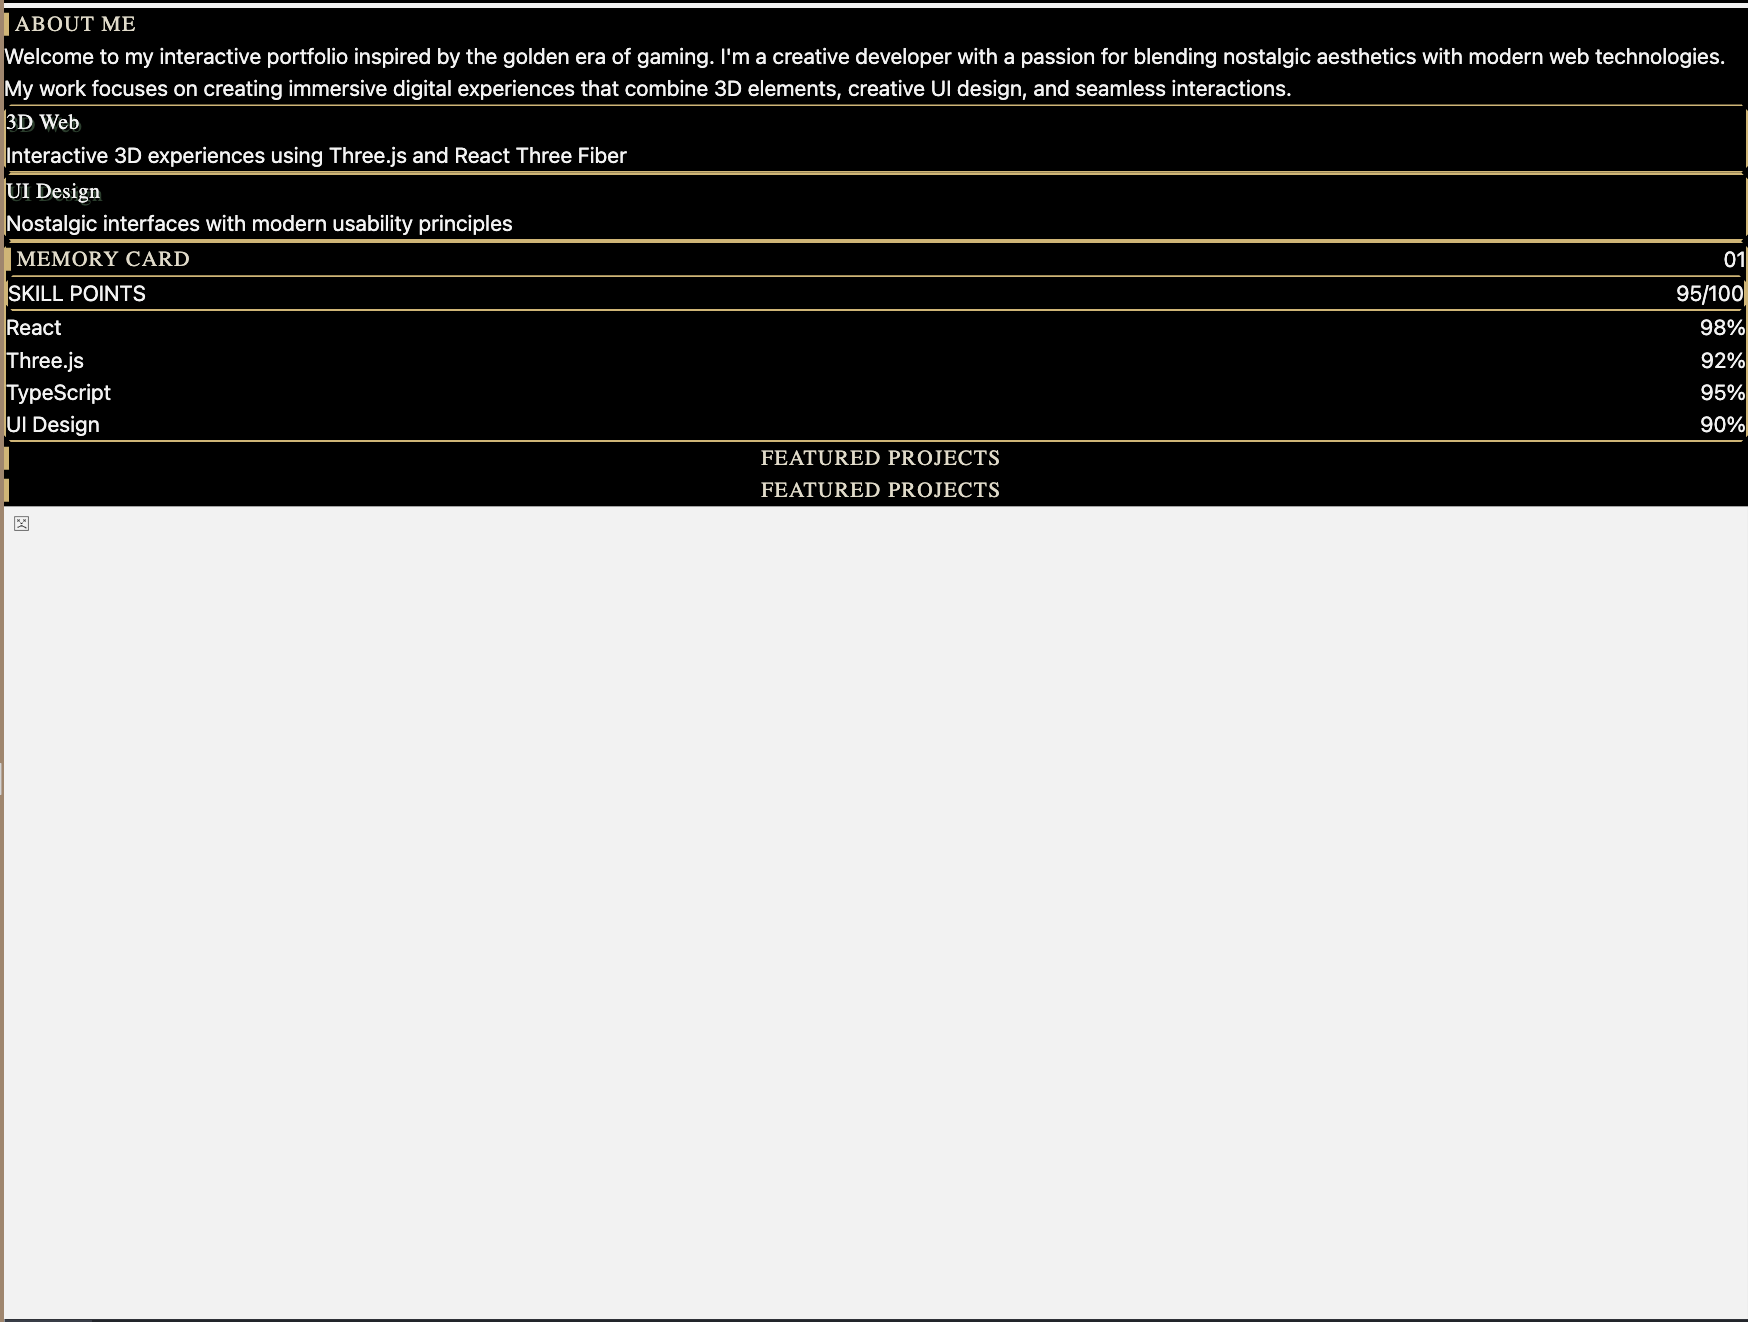 ABOUT ME
Welcome to my interactive portfolio inspired by the golden era of gaming. I'm a creative developer with a passion for blending nostalgic aesthetics with modern web technologies.
My work focuses on creating immersive digital experiences that combine 3D elements, creative UI design, and seamless interactions.
3D Web
Interactive 3D experiences using Three.js and React Three Fiber
UI Design
Nostalgic interfaces with modern usability principles
MEMORY CARD 01
SKILL POINTS 95/100
React 98%
Three.js 92%
TypeScript 95%
UI Design 90%
FEATURED PROJECTS
FEATURED PROJECTS